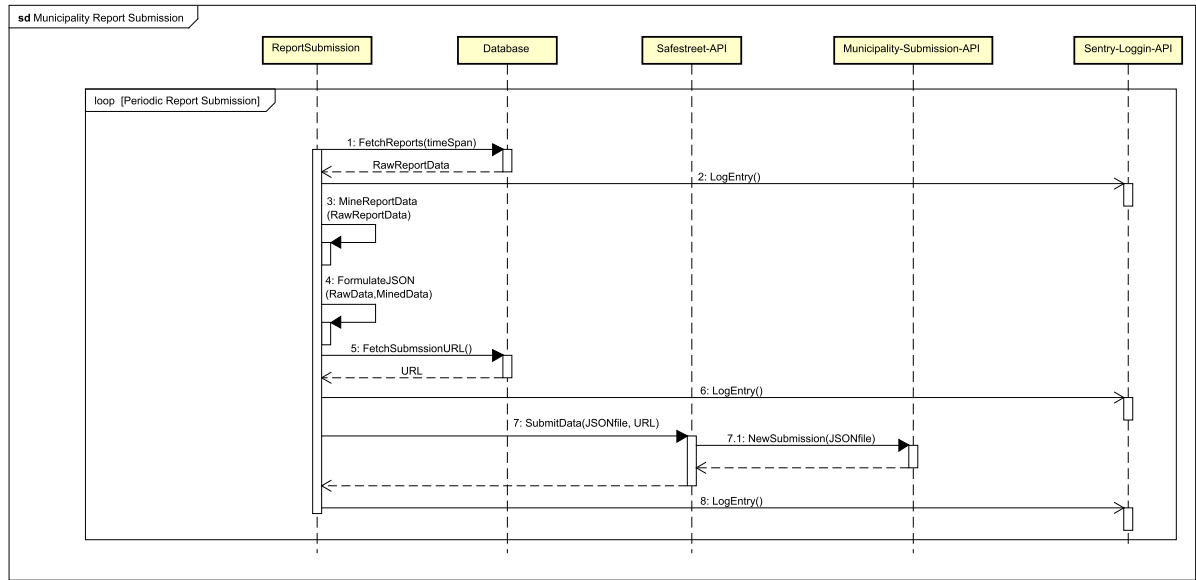 sd Municipality Report Submission
ReportSubmission
Database
Safestreet-API
Municipality-Submission-API
Sentry-Loggin-API
loop [Periodic Report Submission]
1: FetchReports(timeSpan)
RawReportData
2: LogEntry()
3: MineReportData
(RawReportData)
4: FormulateJSON
(RawData,MinedData)
5: FetchSubmssionURL()
URL
6: LogEntry()
7: SubmitData(JSONfile, URL)
7.1: NewSubmission(JSONfile)
8: LogEntry()